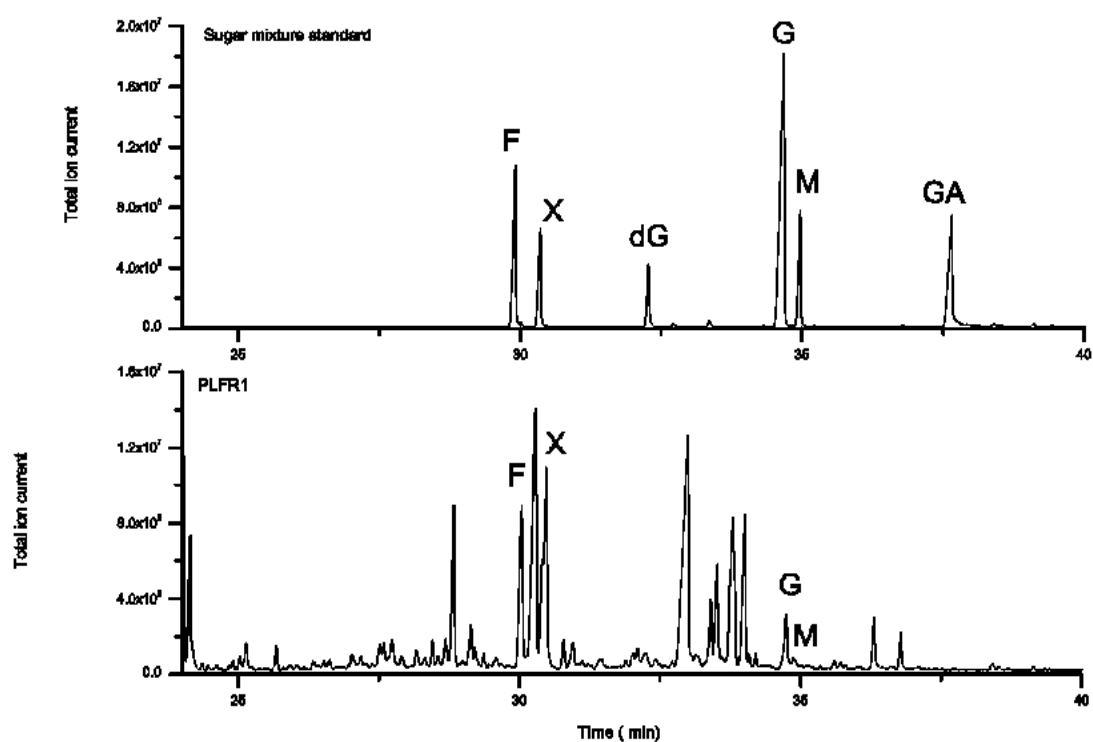 2.0x10⁷
Sugar mixture standard
G
1.6x10⁷
Total ion current
1.2x10⁷
F
M
GA
8.0x10⁶
X
dG
4.0x10⁶
0.0
25 30 35 40
1.6x10⁷
PLFR1
Total ion current
1.2x10⁷
X
F
8.0x10⁶
4.0x10⁶
G
M
0.0
25 30 35 40
Time ( min)